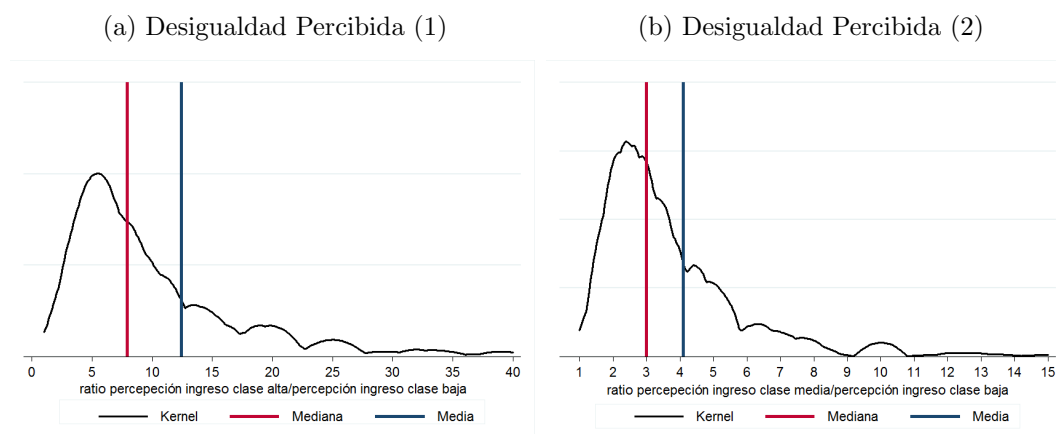 (a) Desigualdad Percibida (1)
(b) Desigualdad Percibida (2)
0 5 10 15 20 25 30 35 40
ratio percepeción ingreso clase alta/percepción ingreso clase baja
Kernel Mediana Media
1 2 3 4 5 6 7 8 9 10 11 12 13 14 15
ratio percepeción ingreso clase media/percepción ingreso clase baja
Kernel Mediana Media